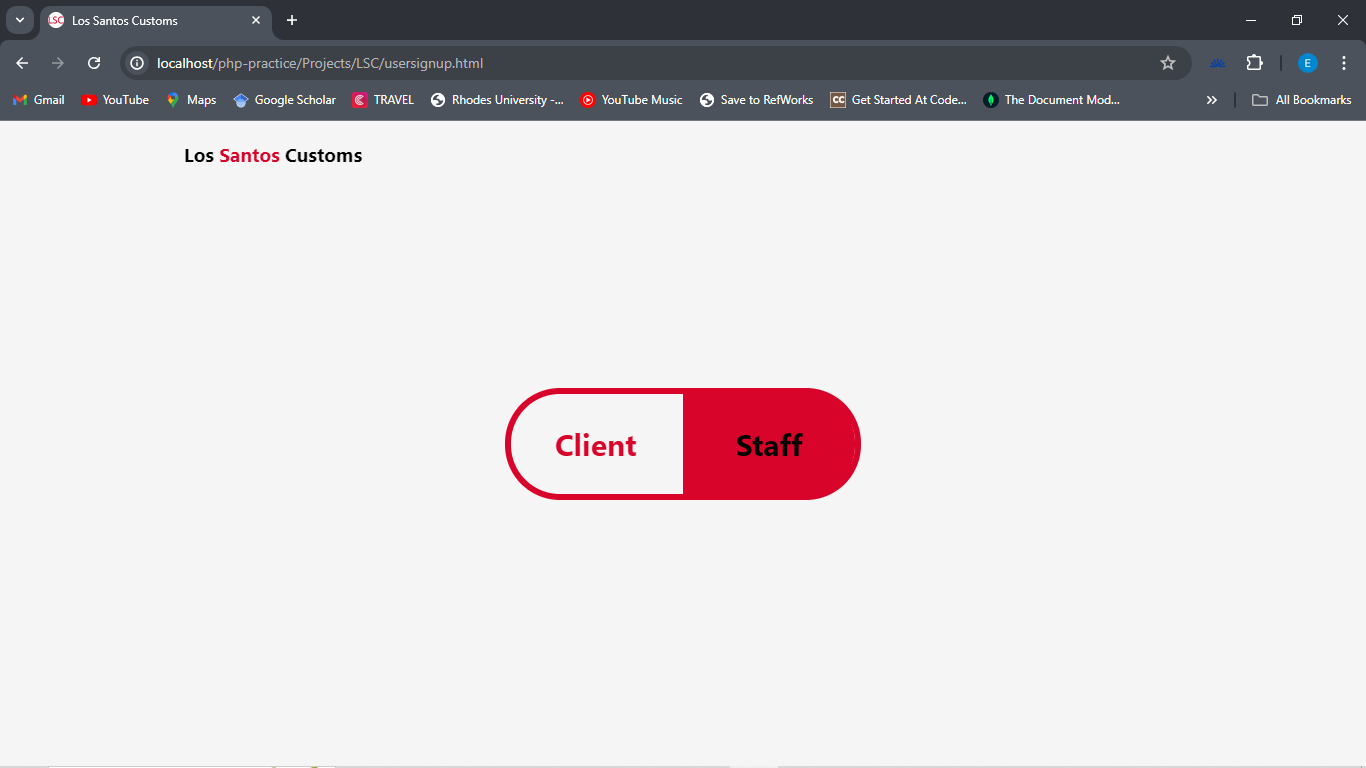 LSC Los Santos Customs
localhost/php-practice/Projects/LSC/usersignup.html E
Gmail YouTube Maps Google Scholar TRAVEL Rhodes University -... YouTube Music Save to RefWorks CC Get Started At Code... The Document Mod... All Bookmarks
Los Santos Customs
Client Staff